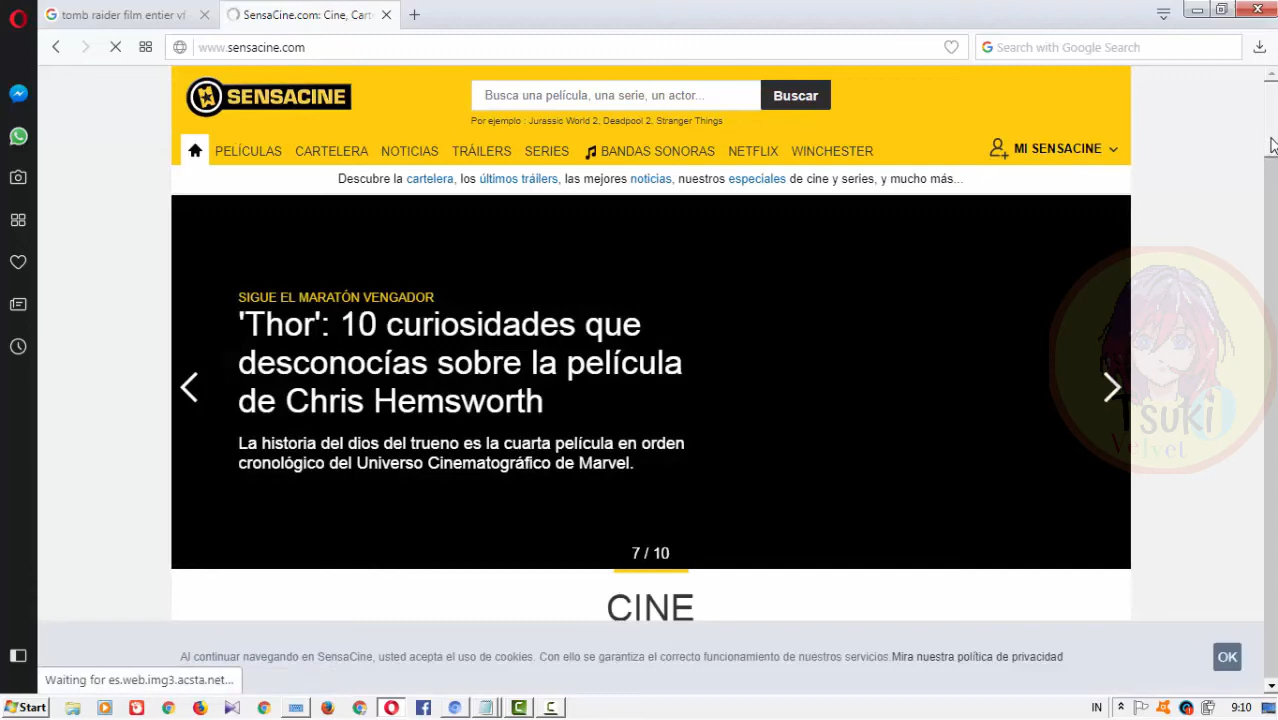 tomb raider film entier vf
SensaCine.com: Cine, Carte
www.sensacine.com
Search with Google Search
SENSACINE
Busca una película, una serie, un actor...
Buscar
Por ejemplo : Jurassic World 2, Deadpool 2, Stranger Things
PELÍCULAS CARTELERA NOTICIAS TRÁILERS SERIES BANDAS SONORAS NETFLIX WINCHESTER
MI SENSACINE
Descubre la cartelera, los últimos tráilers, las mejores noticias, nuestros especiales de cine y series, y mucho más...
SIGUE EL MARATÓN VENGADOR
'Thor': 10 curiosidades que
desconocías sobre la película
de Chris Hemsworth
La historia del dios del trueno es la cuarta película en orden
cronológico del Universo Cinematográfico de Marvel.
7 / 10
Tsuki
Velvet
CINE
Al continuar navegando en SensaCine, usted acepta el uso de cookies. Con ello se garantiza el correcto funcionamiento de nuestros servicios.Mira nuestra política de privacidad
OK
Waiting for es.web.img3.acsta.net...
Start
IN
9:10